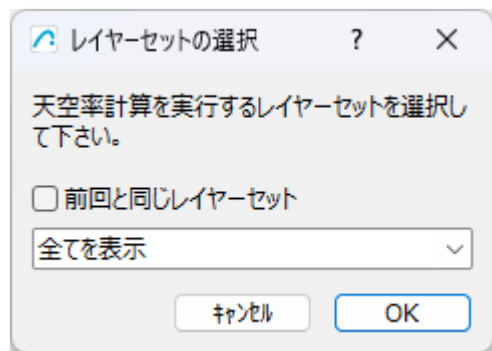 レイヤーセットの選択 ? ×
天空率計算を実行するレイヤーセットを選択し
て下さい。
前回と同じレイヤーセット
全てを表示
ｷｬﾝｾﾙ OK